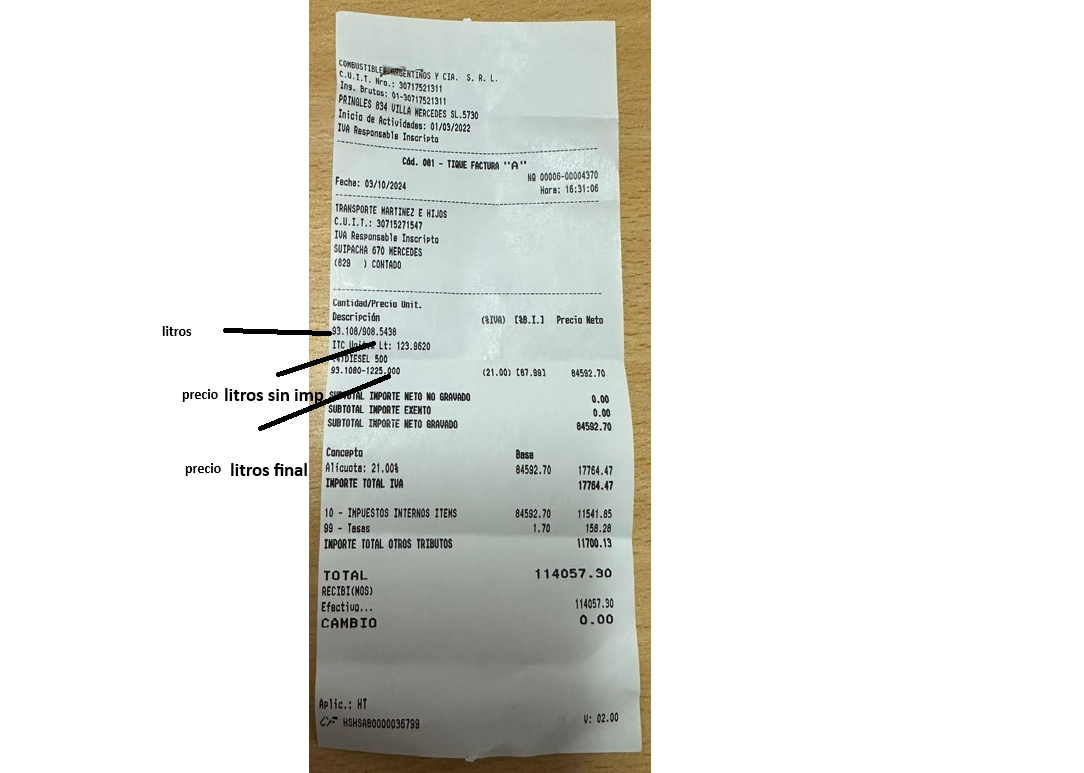 COMBUSTIBLES ARGENTINOS Y CIA. S. R. L.
C.U.I.T. Nro.: 30717521311
Ing. Brutos: 01-30717521311
PRINGLES 834 VILLA MERCEDES SL.5730
Inicio de Actividades: 01/03/2022
IVA Responsable Inscripto
Cód. 081 - TIQUE FACTURA "A"
Nº 00006-00004370
Fecha: 03/10/2024
Hora: 16:31:06
TRANSPORTE MARTINEZ E HIJOS
C.U.I.T.: 30715271547
IVA Responsable Inscripto
SUIPACHA 670 MERCEDES
(829 ) CONTADO
Cantidad/Precio Unit.
Descripción (%IVA) [%B.I.] Precio Neto
litros
93.108/908.5438
ITC Unidad Lt: 123.9620
(4)DIESEL 500
93.1080-1225.000 (21.00) [87.99] 84592.70
precio litros sin imp
SUBTOTAL IMPORTE NETO NO GRAVADO 0.00
SUBTOTAL IMPORTE EXENTO 0.00
SUBTOTAL IMPORTE NETO GRAVADO 84592.70
Concepto Base
precio litros final
Alícuota: 21.00% 84592.70 17764.47
IMPORTE TOTAL IVA 17764.47
10 - IMPUESTOS INTERNOS ITEMS 84592.70 11541.85
99 - Tasas 1.70 158.28
IMPORTE TOTAL OTROS TRIBUTOS 11700.13
TOTAL 114057.30
RECIBI(MOS)
Efectivo... 114057.30
CAMBIO 0.00
Aplic.: HT
CF HSHSAB0000036799 V: 02.00